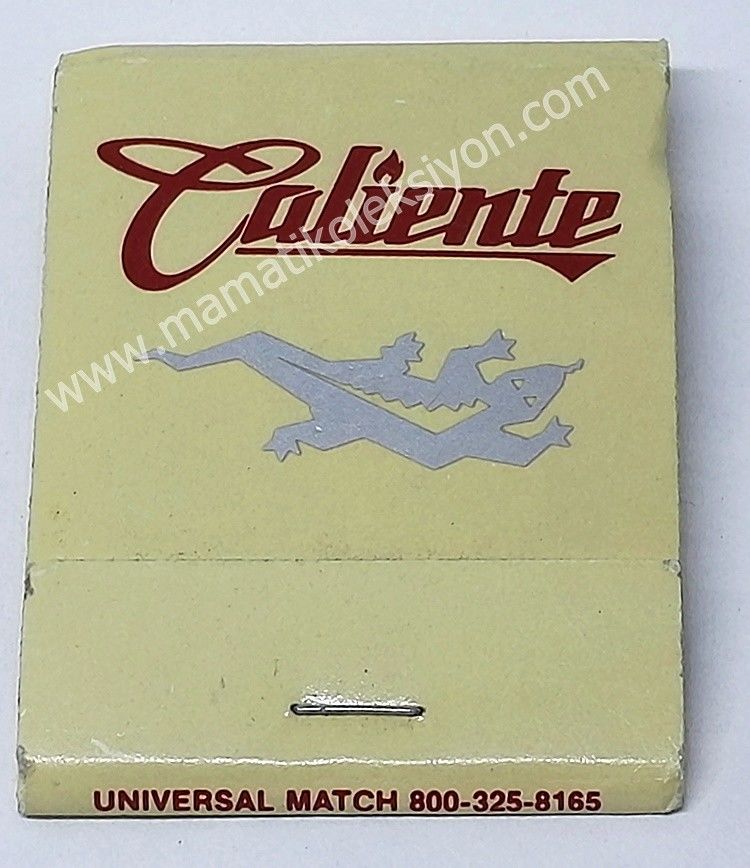 Caliente
www.mamatikoleksiyon.com
UNIVERSAL MATCH 800-325-8165